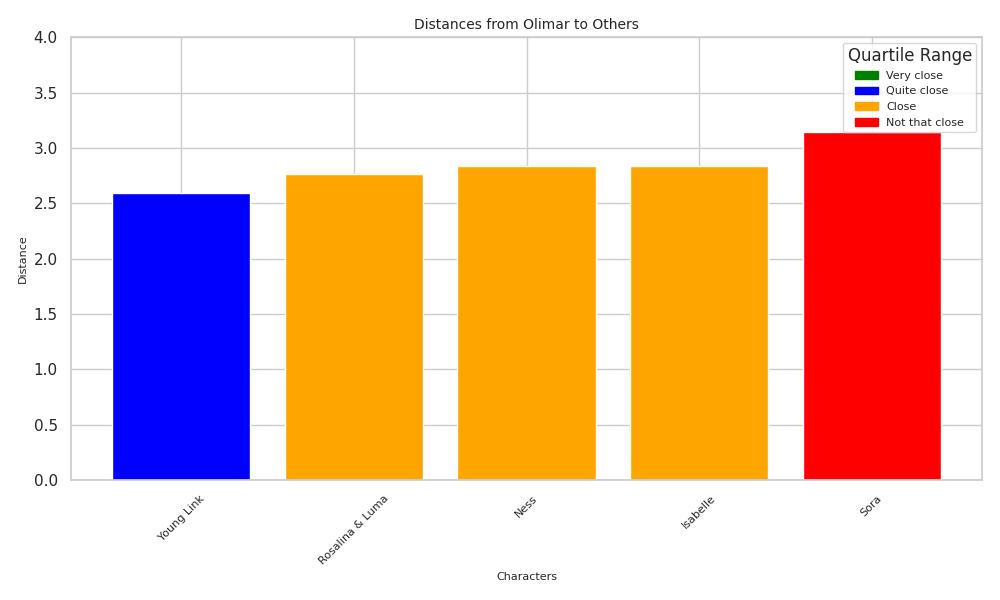 Distances from Olimar to Others
4.0
3.5
3.0
2.5
2.0
1.5
1.0
0.5
0.0
Distance
Quartile Range
Very close
Quite close
Close
Not that close
Young Link
Rosalina & Luma
Ness
Isabelle
Sora
Characters